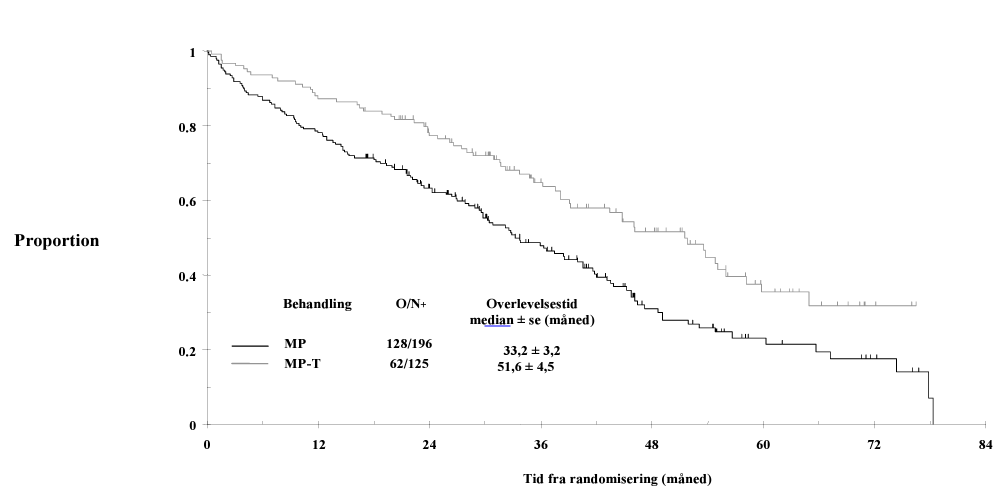 1
0.8
0.6
0.4
0.2
0
Proportion
Behandling O/N+ Overlevelsestid
median ± se (måned)
MP 128/196 33,2 ± 3,2
MP-T 62/125 51,6 ± 4,5
0 12 24 36 48 60 72 84
Tid fra randomisering (måned)